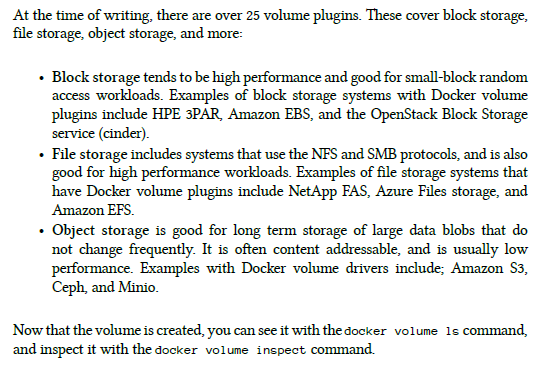 At the time of writing, there are over 25 volume plugins. These cover block storage,
file storage, object storage, and more:
• Block storage tends to be high performance and good for small-block random
access workloads. Examples of block storage systems with Docker volume
plugins include HPE 3PAR, Amazon EBS, and the OpenStack Block Storage
service (cinder).
• File storage includes systems that use the NFS and SMB protocols, and is also
good for high performance workloads. Examples of file storage systems that
have Docker volume plugins include NetApp FAS, Azure Files storage, and
Amazon EFS.
• Object storage is good for long term storage of large data blobs that do
not change frequently. It is often content addressable, and is usually low
performance. Examples with Docker volume drivers include; Amazon S3,
Ceph, and Minio.
Now that the volume is created, you can see it with the docker volume ls command,
and inspect it with the docker volume inspect command.